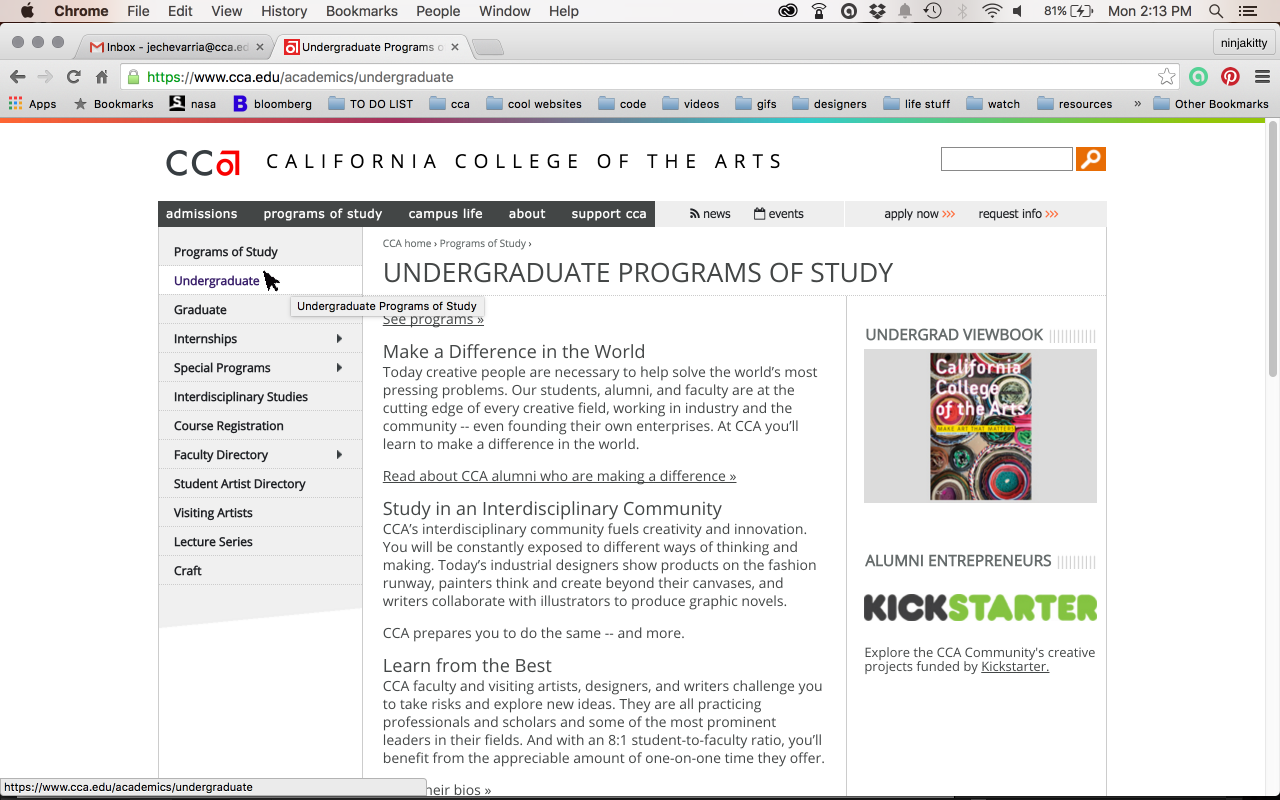 Chrome File Edit View History Bookmarks People Window Help 81% Mon 2:13 PM
Inbox - jechevarria@cca.ed
Undergraduate Programs o
ninjakitty
https://www.cca.edu/academics/undergraduate
Apps Bookmarks nasa bloomberg TO DO LIST cca cool websites code videos gifs designers life stuff watch resources » Other Bookmarks
CCa CALIFORNIA COLLEGE OF THE ARTS
admissions programs of study campus life about support cca news events apply now >>> request info >>>
Programs of Study
Undergraduate
Graduate
Internships
Special Programs
Interdisciplinary Studies
Course Registration
Faculty Directory
Student Artist Directory
Visiting Artists
Lecture Series
Craft
CCA home › Programs of Study ›
UNDERGRADUATE PROGRAMS OF STUDY
Undergraduate Programs of Study
See programs »
Make a Difference in the World
Today creative people are necessary to help solve the world's most
pressing problems. Our students, alumni, and faculty are at the
cutting edge of every creative field, working in industry and the
community -- even founding their own enterprises. At CCA you'll
learn to make a difference in the world.
Read about CCA alumni who are making a difference »
Study in an Interdisciplinary Community
CCA's interdisciplinary community fuels creativity and innovation.
You will be constantly exposed to different ways of thinking and
making. Today's industrial designers show products on the fashion
runway, painters think and create beyond their canvases, and
writers collaborate with illustrators to produce graphic novels.
CCA prepares you to do the same -- and more.
Learn from the Best
CCA faculty and visiting artists, designers, and writers challenge you
to take risks and explore new ideas. They are all practicing
professionals and scholars and some of the most prominent
leaders in their fields. And with an 8:1 student-to-faculty ratio, you'll
benefit from the appreciable amount of one-on-one time they offer.
heir bios »
UNDERGRAD VIEWBOOK
California
College
of the Arts
MAKE ART THAT MATTERS
ALUMNI ENTREPRENEURS
KICKSTARTER
Explore the CCA Community's creative
projects funded by Kickstarter.
https://www.cca.edu/academics/undergraduate